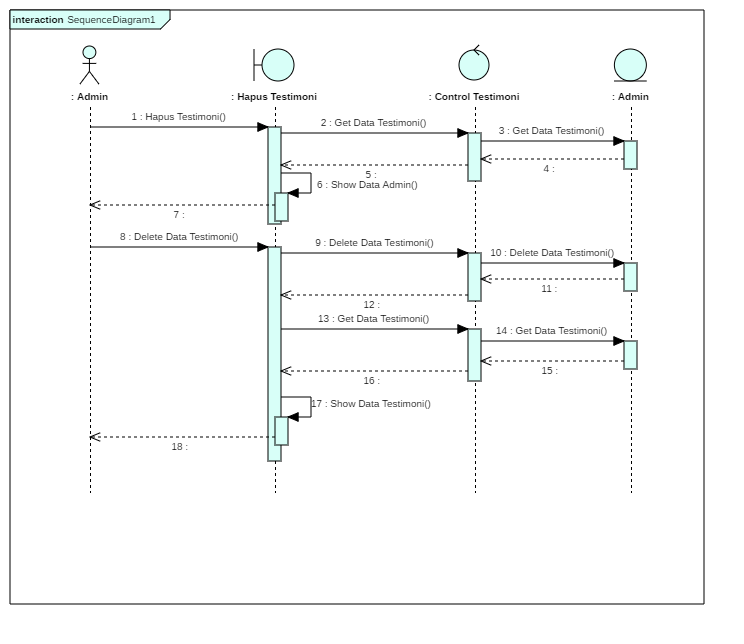 interaction SequenceDiagram1
: Admin
: Hapus Testimoni
: Control Testimoni
: Admin
1 : Hapus Testimoni()
2 : Get Data Testimoni()
3 : Get Data Testimoni()
4 :
5 :
6 : Show Data Admin()
7 :
8 : Delete Data Testimoni()
9 : Delete Data Testimoni()
10 : Delete Data Testimoni()
11 :
12 :
13 : Get Data Testimoni()
14 : Get Data Testimoni()
15 :
16 :
17 : Show Data Testimoni()
18 :